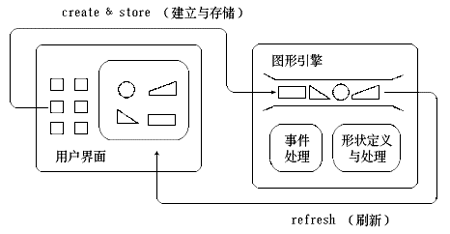 create & store （建立与存储）
图形引擎
事件
处理
形状定义
与处理
用户界面
refresh （刷新）